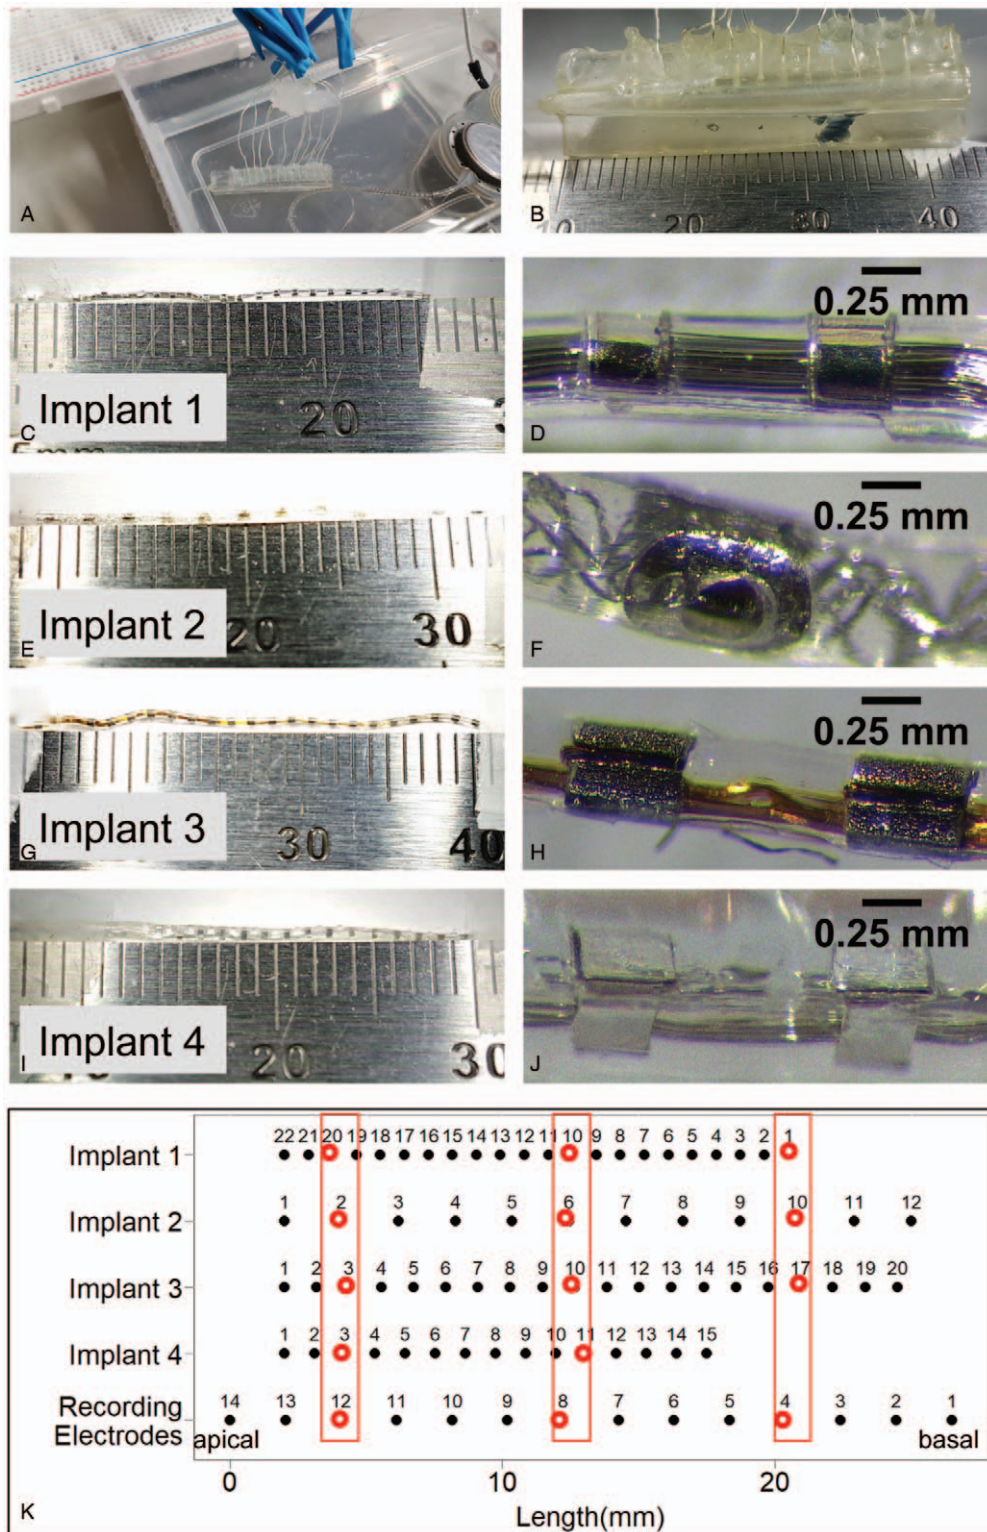 A
B
10 20 30 40
C
Implant 1
20
5mm
D
0.25 mm
E
Implant 2
20
30
F
0.25 mm
G
Implant 3
30
40
H
0.25 mm
I
Implant 4
20
30
J
0.25 mm
Implant 1
22 21 20 19 18 17 16 15 14 13 12 11 10 9 8 7 6 5 4 3 2 1
Implant 2
1 2 3 4 5 6 7 8 9 10 11 12
Implant 3
1 2 3 4 5 6 7 8 9 10 11 12 13 14 15 16 17 18 19 20
Implant 4
1 2 3 4 5 6 7 8 9 10 11 12 13 14 15
Recording
Electrodes
14 13 12 11 10 9 8 7 6 5 4 3 2 1
apical
basal
0 10 20
Length(mm)
K